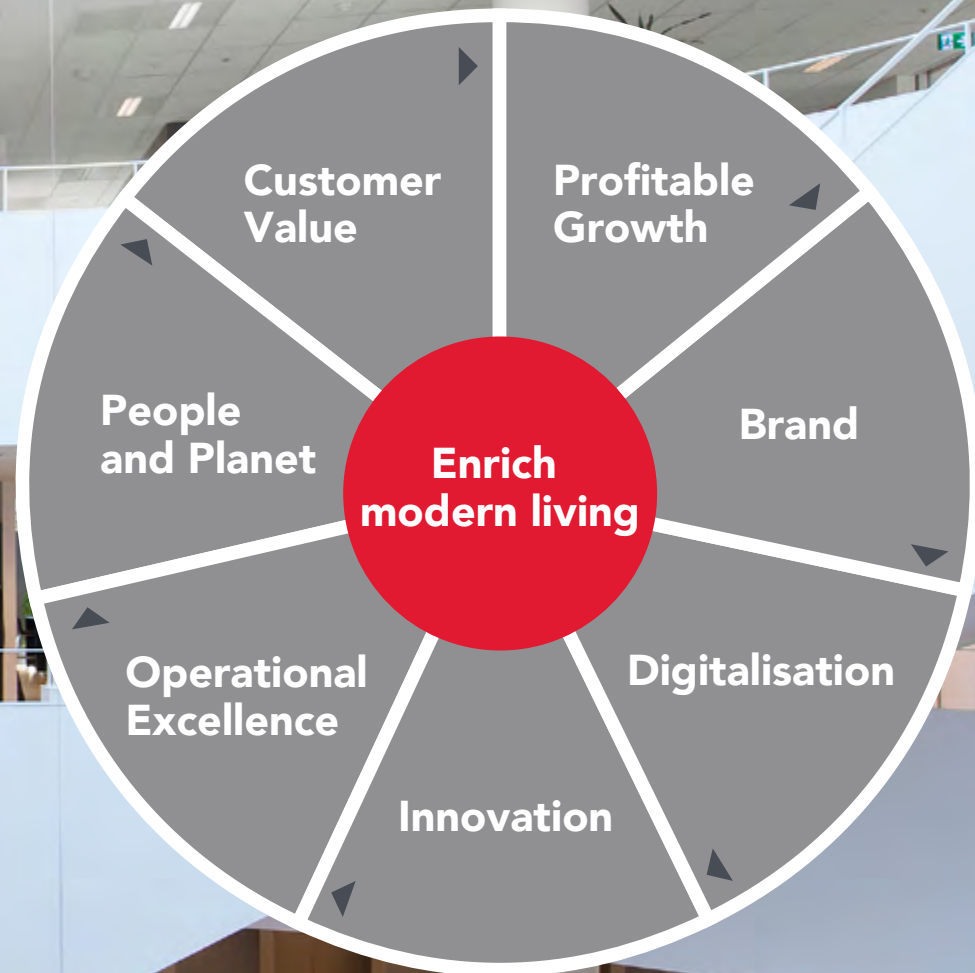 Customer
Value
Profitable
Growth
Brand
Digitalisation
Innovation
Operational
Excellence
People
and Planet
Enrich
modern living